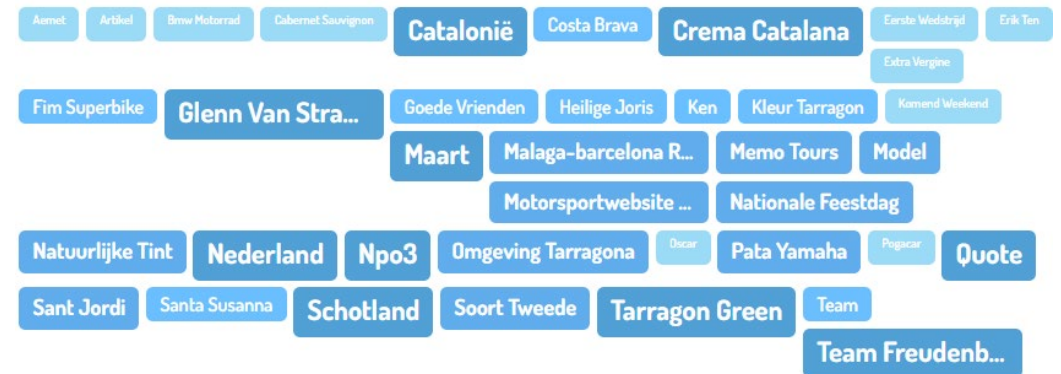 Aemet Artikel Bmw Motorrad Cabernet Sauvignon Catalonië Costa Brava Crema Catalana Eerste Wedstrijd Erik Ten
Extra Vergine
Fim Superbike Glenn Van Stra... Goede Vrienden Heilige Joris Ken Kleur Tarragon Komend Weekend
Maart Malaga-barcelona R... Memo Tours Model
Motorsportwebsite ... Nationale Feestdag
Natuurlijke Tint Nederland Npo3 Omgeving Tarragona Oscar Pata Yamaha Pogacar Quote
Sant Jordi Santa Susanna Schotland Soort Tweede Tarragon Green Team
Team Freudenb...